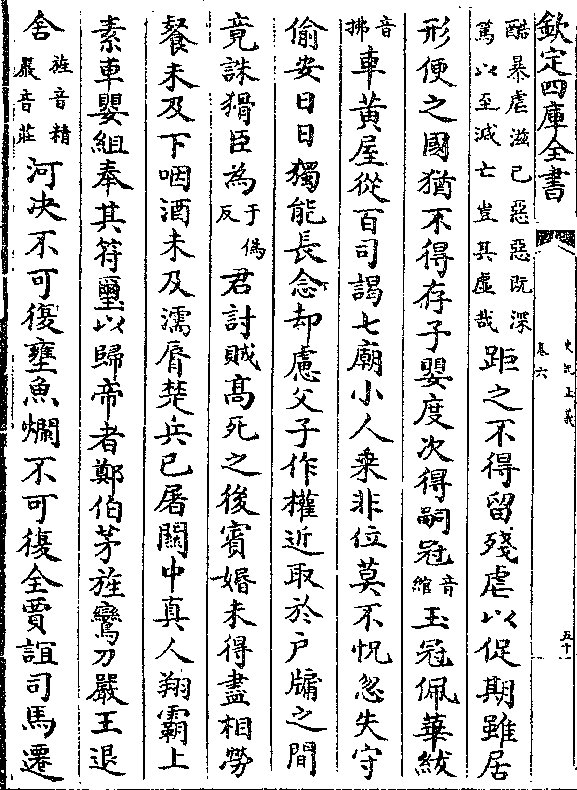 欽定四庫全書
史記正義
卷六
五十一
酷暴虐滋己惡惡既深篤以至滅亡豈其虛哉距之不得留殘虐以促期雖居
形便之國猶不得存子嬰度次得嗣冠音綰玉冠佩華紱
音拂車黃屋從百司謁七廟小人乗非位莫不怳忽失守
偷安日日獨能長念却慮父子作權近取於戶牖之間
竟誅猾臣為于偽反君討賊髙死之後賓婚未得盡相勞
餐未及下咽酒未及濡脣楚兵已屠關中真人翔霸上
素車嬰組奉其符璽以歸帝者鄭伯茅旌鸞刀嚴王退
舍旌音精嚴音莊河决不可復壅魚爛不可復全賈誼司馬遷